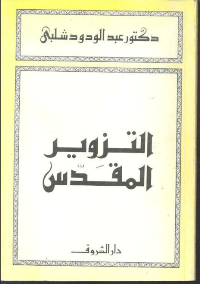 دكتور عبد الودود شلبي
التزوير
المقدس
دار الشروق